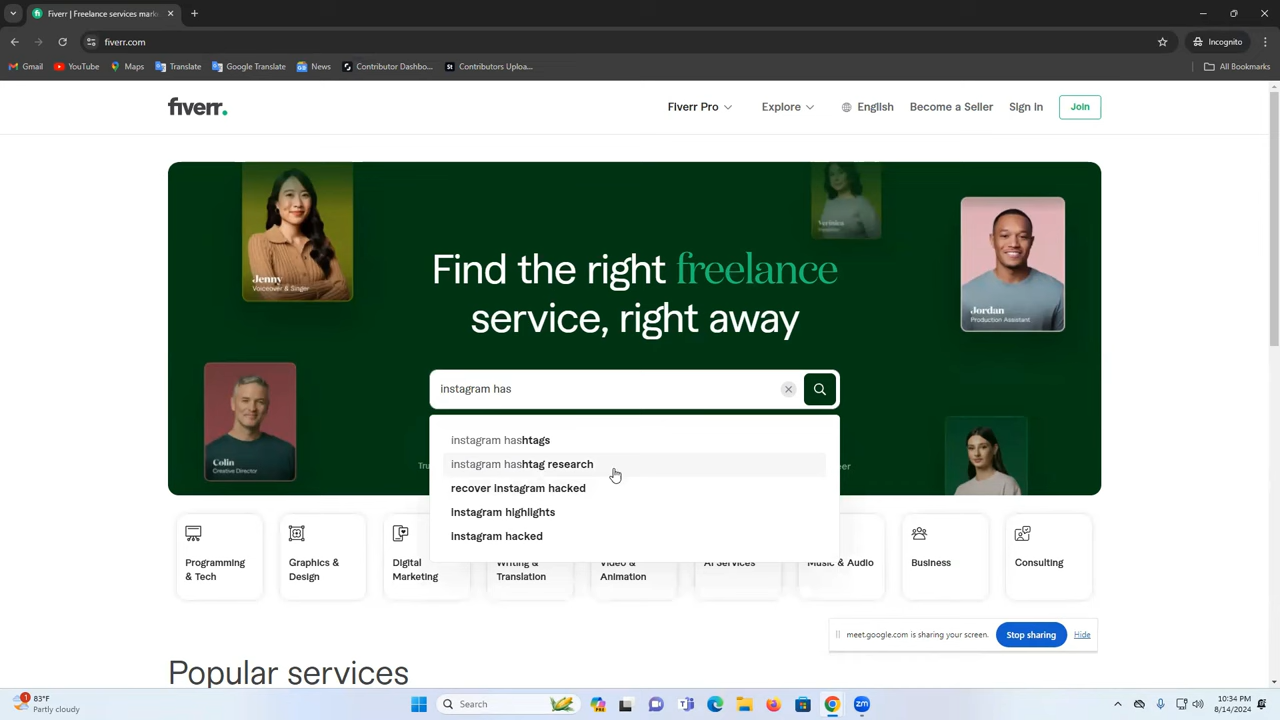 Fiverr | Freelance services mark
fiverr.com
Incognito
Gmail
YouTube
Maps
Translate
Google Translate
News
Contributor Dashbo...
Contributors Uploa...
All Bookmarks
fiverr.
Fiverr Pro
Explore
English
Become a Seller
Sign in
Join
Jenny
Voiceover & Singer
Jordan
Production Assistant
Colin
Creative Director
Find the right freelance
service, right away
instagram has
instagram hashtags
instagram hashtag research
recover instagram hacked
instagram highlights
instagram hacked
Programming
& Tech
Graphics &
Design
Digital
Marketing
Writing &
Translation
Video &
Animation
AI Services
Music & Audio
Business
Consulting
meet.google.com is sharing your screen.
Stop sharing
Hide
Popular services
1
83°F
Partly cloudy
Search
10:34 PM
8/14/2024